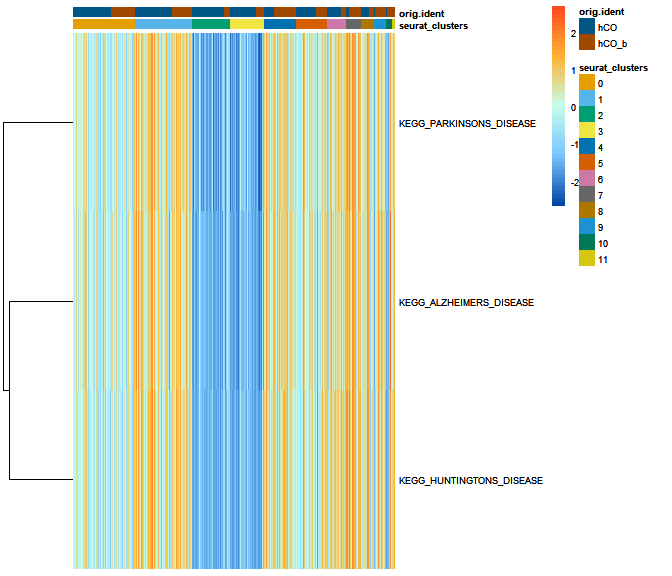 orig.ident
seurat_clusters
KEGG_PARKINSONS_DISEASE
KEGG_ALZHEIMERS_DISEASE
KEGG_HUNTINGTONS_DISEASE
2
1
0
-1
-2
orig.ident
hCO
hCO_b
seurat_clusters
0
1
2
3
4
5
6
7
8
9
10
11